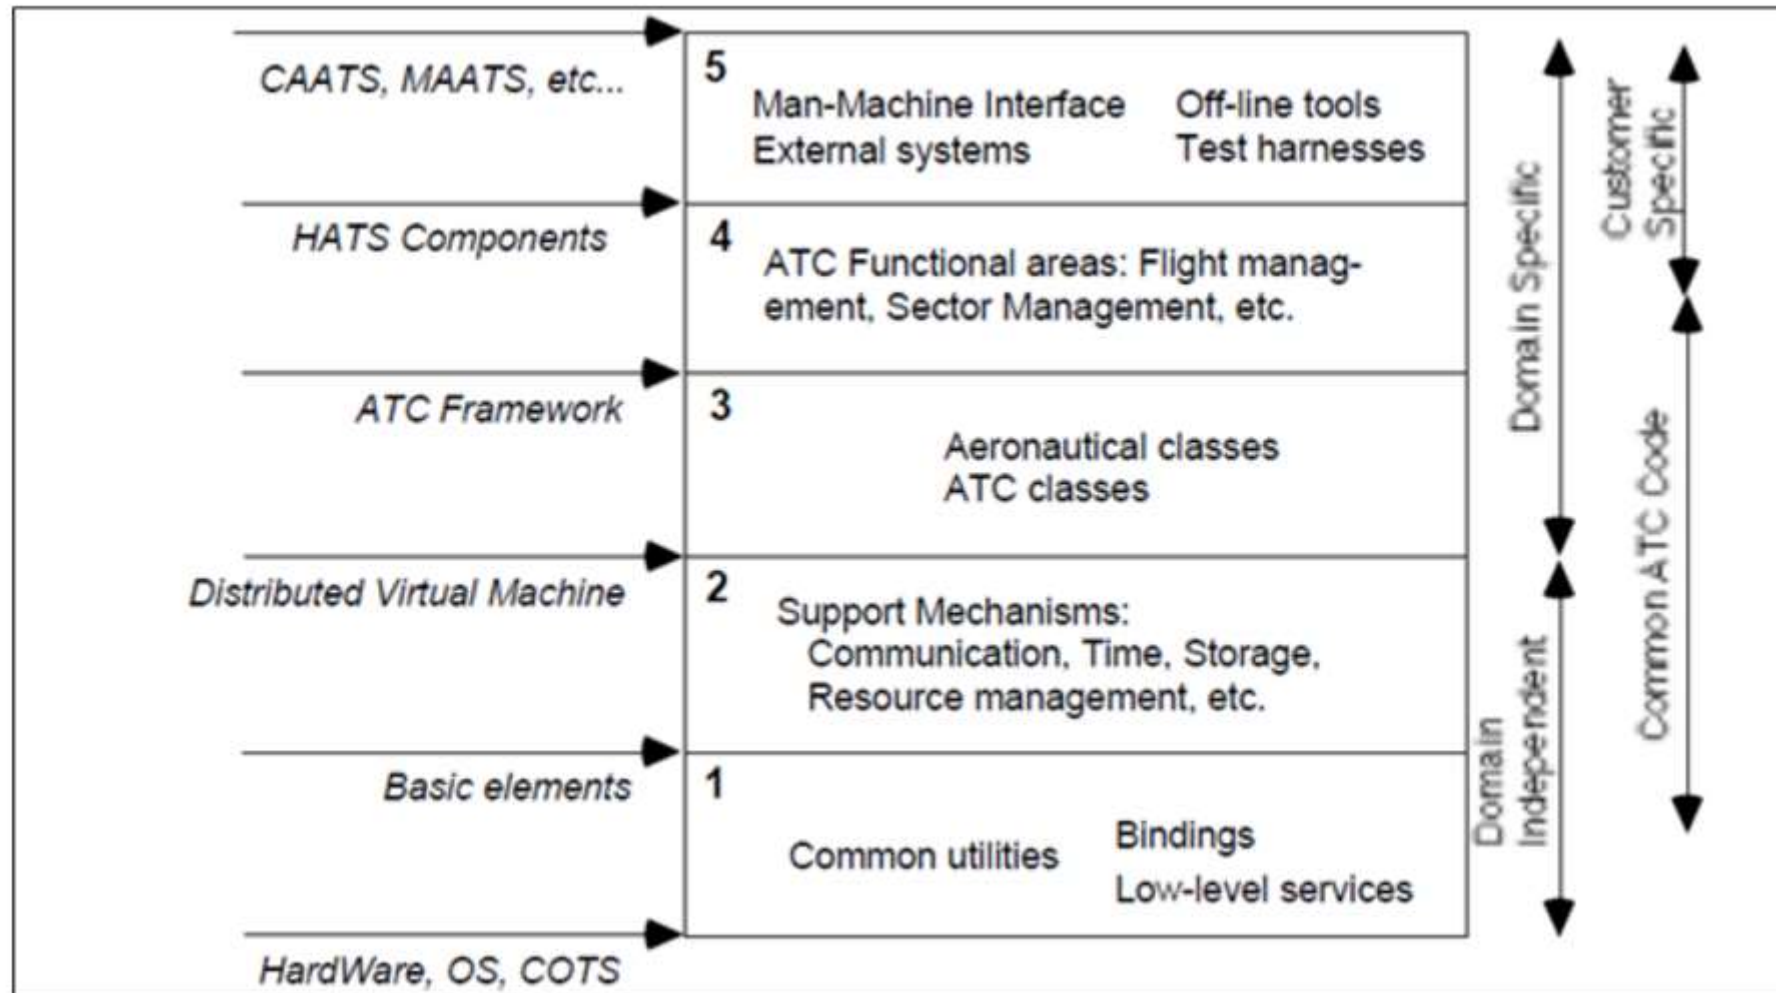 CAATS, MAATS, etc...
5
Man-Machine Interface
External systems
Off-line tools
Test harnesses
HATS Components
4
ATC Functional areas: Flight manag-
ement, Sector Management, etc.
ATC Framework
3
Aeronautical classes
ATC classes
Distributed Virtual Machine
2
Support Mechanisms:
Communication, Time, Storage,
Resource management, etc.
Basic elements
1
Common utilities
Bindings
Low-level services
HardWare, OS, COTS
Domain Specific
Domain
Independent
Customer
Specific
Common ATC Code